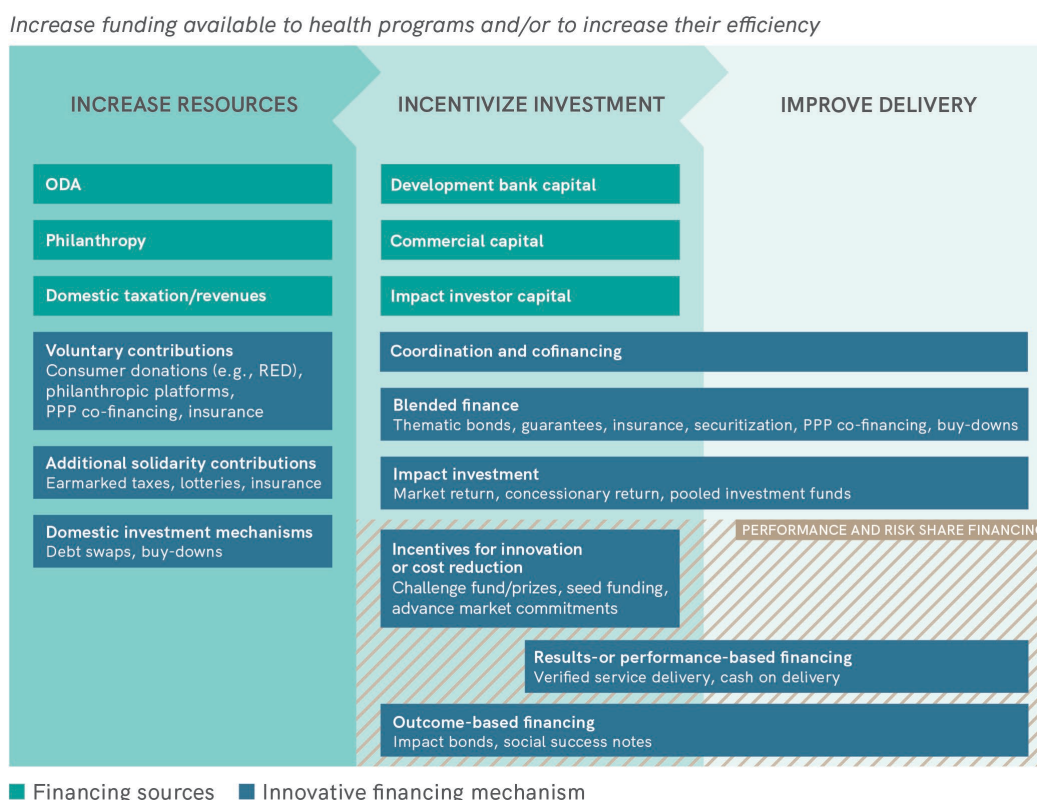 Increase funding available to health programs and/or to increase their efficiency
INCREASE RESOURCES
INCENTIVIZE INVESTMENT
IMPROVE DELIVERY
ODA
Philanthropy
Domestic taxation/revenues
Voluntary contributions
Consumer donations (e.g., RED),
philanthropic platforms,
PPP co-financing, insurance
Additional solidarity contributions
Earmarked taxes, lotteries, insurance
Domestic investment mechanisms
Debt swaps, buy-downs
Development bank capital
Commercial capital
Impact investor capital
Coordination and cofinancing
Blended finance
Thematic bonds, guarantees, insurance, securitization, PPP co-financing, buy-downs
Impact investment
Market return, concessionary return, pooled investment funds
PERFORMANCE AND RISK SHARE FINANCIN
Incentives for innovation
or cost reduction
Challenge fund/prizes, seed funding,
advance market commitments
Results-or performance-based financing
Verified service delivery, cash on delivery
Outcome-based financing
Impact bonds, social success notes
Financing sources
Innovative financing mechanism